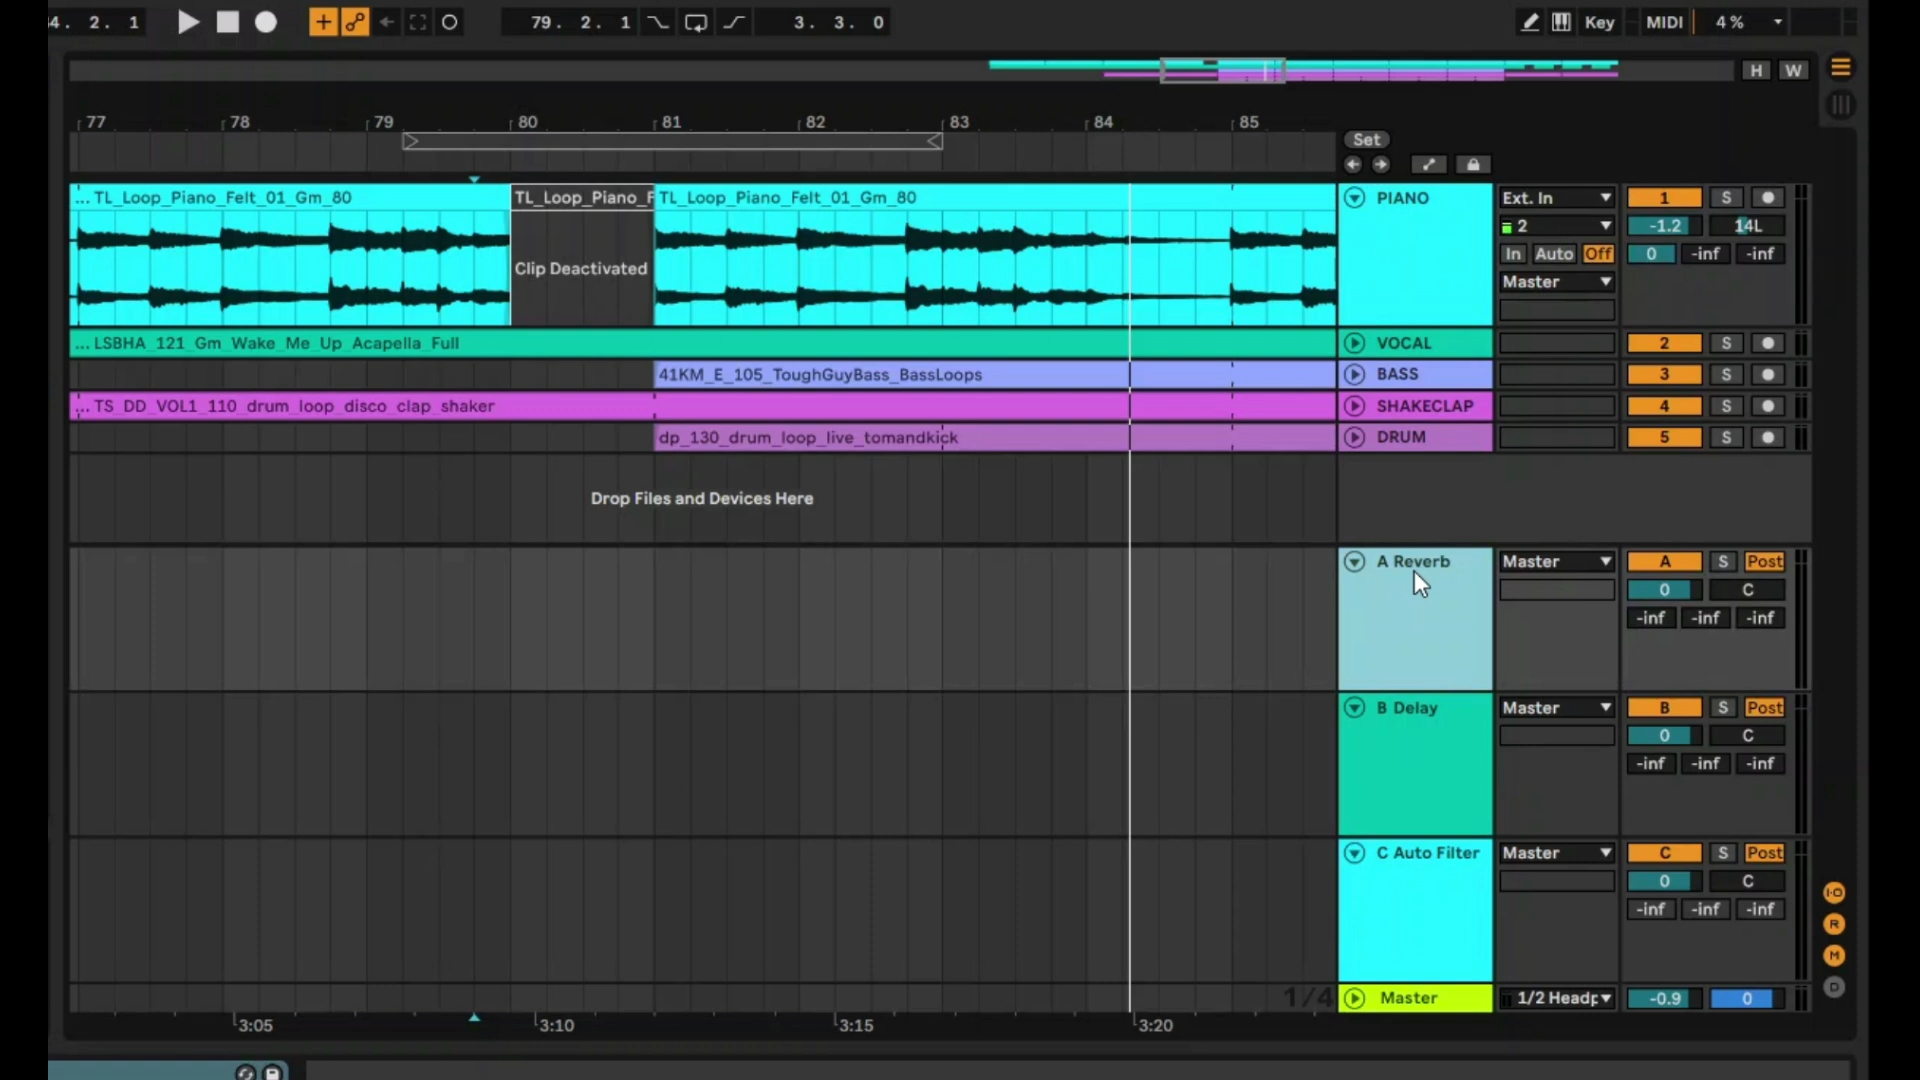 4. 2. 1
79. 2. 1
3. 3. 0
Key
MIDI
4 %
H W
77 78 79 80 81 82 83 84 85
Set
... TL_Loop_Piano_Felt_01_Gm_80
TL_Loop_Piano_F
TL_Loop_Piano_Felt_01_Gm_80
Clip Deactivated
PIANO
Ext. In
1 S
2
-1.2 14L
In Auto Off
0 -inf -inf
Master
... LSBHA_121_Gm_Wake_Me_Up_Acapella_Full
VOCAL
2 S
41KM_E_105_ToughGuyBass_BassLoops
BASS
3 S
... TS_DD_VOL1_110_drum_loop_disco_clap_shaker
SHAKECLAP
4 S
dp_130_drum_loop_live_tomandkick
DRUM
5 S
Drop Files and Devices Here
A Reverb
Master
A S Post
0 C
-inf -inf -inf
B Delay
Master
B S Post
0 C
-inf -inf -inf
C Auto Filter
Master
C S Post
0 C
-inf -inf -inf
I·O
R
M
D
1/4
Master
1/2 Headp
-0.9 0
3:05 3:10 3:15 3:20